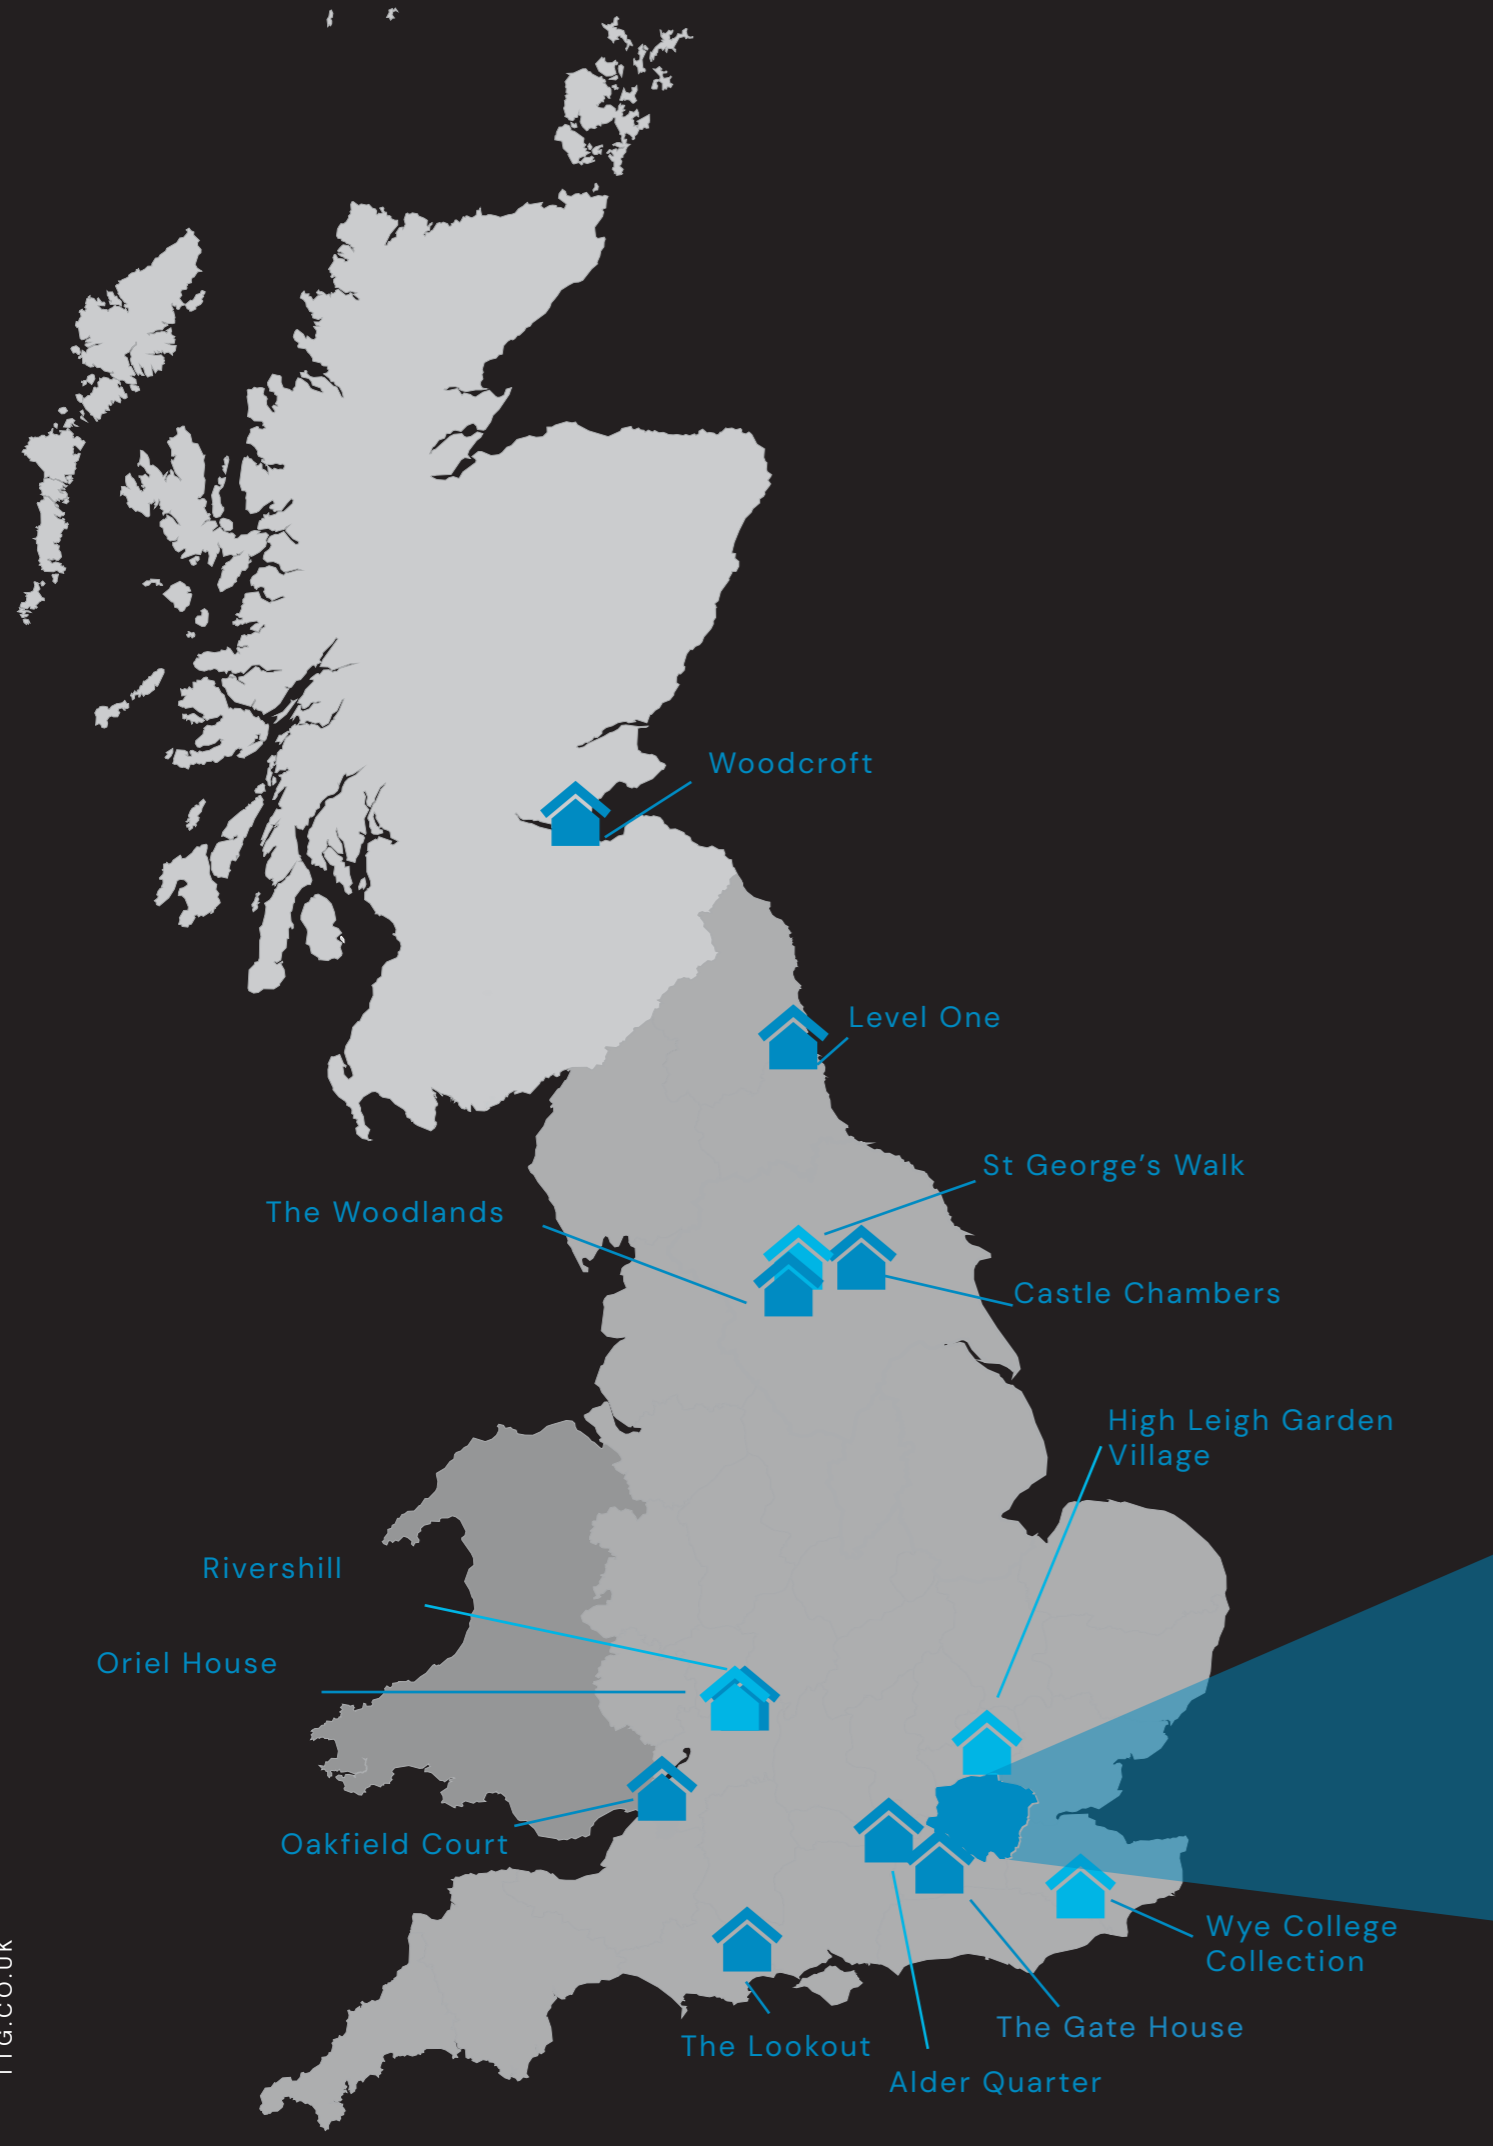 Woodcroft
Level One
St George’s Walk
The Woodlands
Castle Chambers
High Leigh Garden
Village
Rivershill
Oriel House
Oakfield Court
Wye College
Collection
The Gate House
The Lookout
Alder Quarter